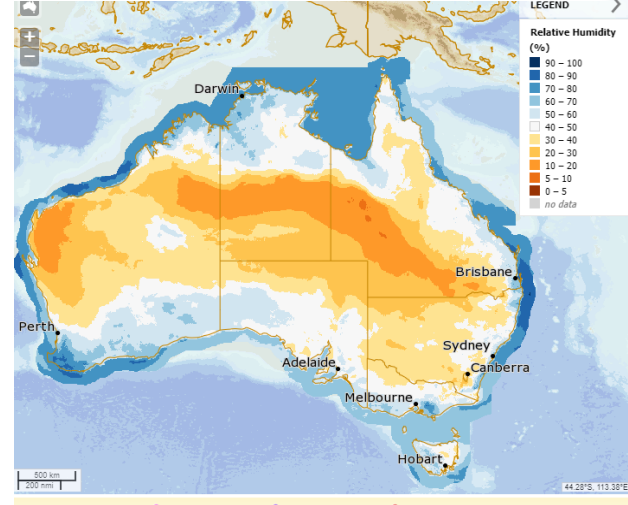 LEGEND
Relative Humidity
(%)
90 – 100
80 – 90
70 – 80
60 – 70
50 – 60
40 – 50
30 – 40
20 – 30
10 – 20
5 – 10
0 – 5
no data
+
−
Darwin
Brisbane
Perth
Sydney
Adelaide
Canberra
Melbourne
Hobart
500 km
200 nmi
44.28°S, 113.38°E